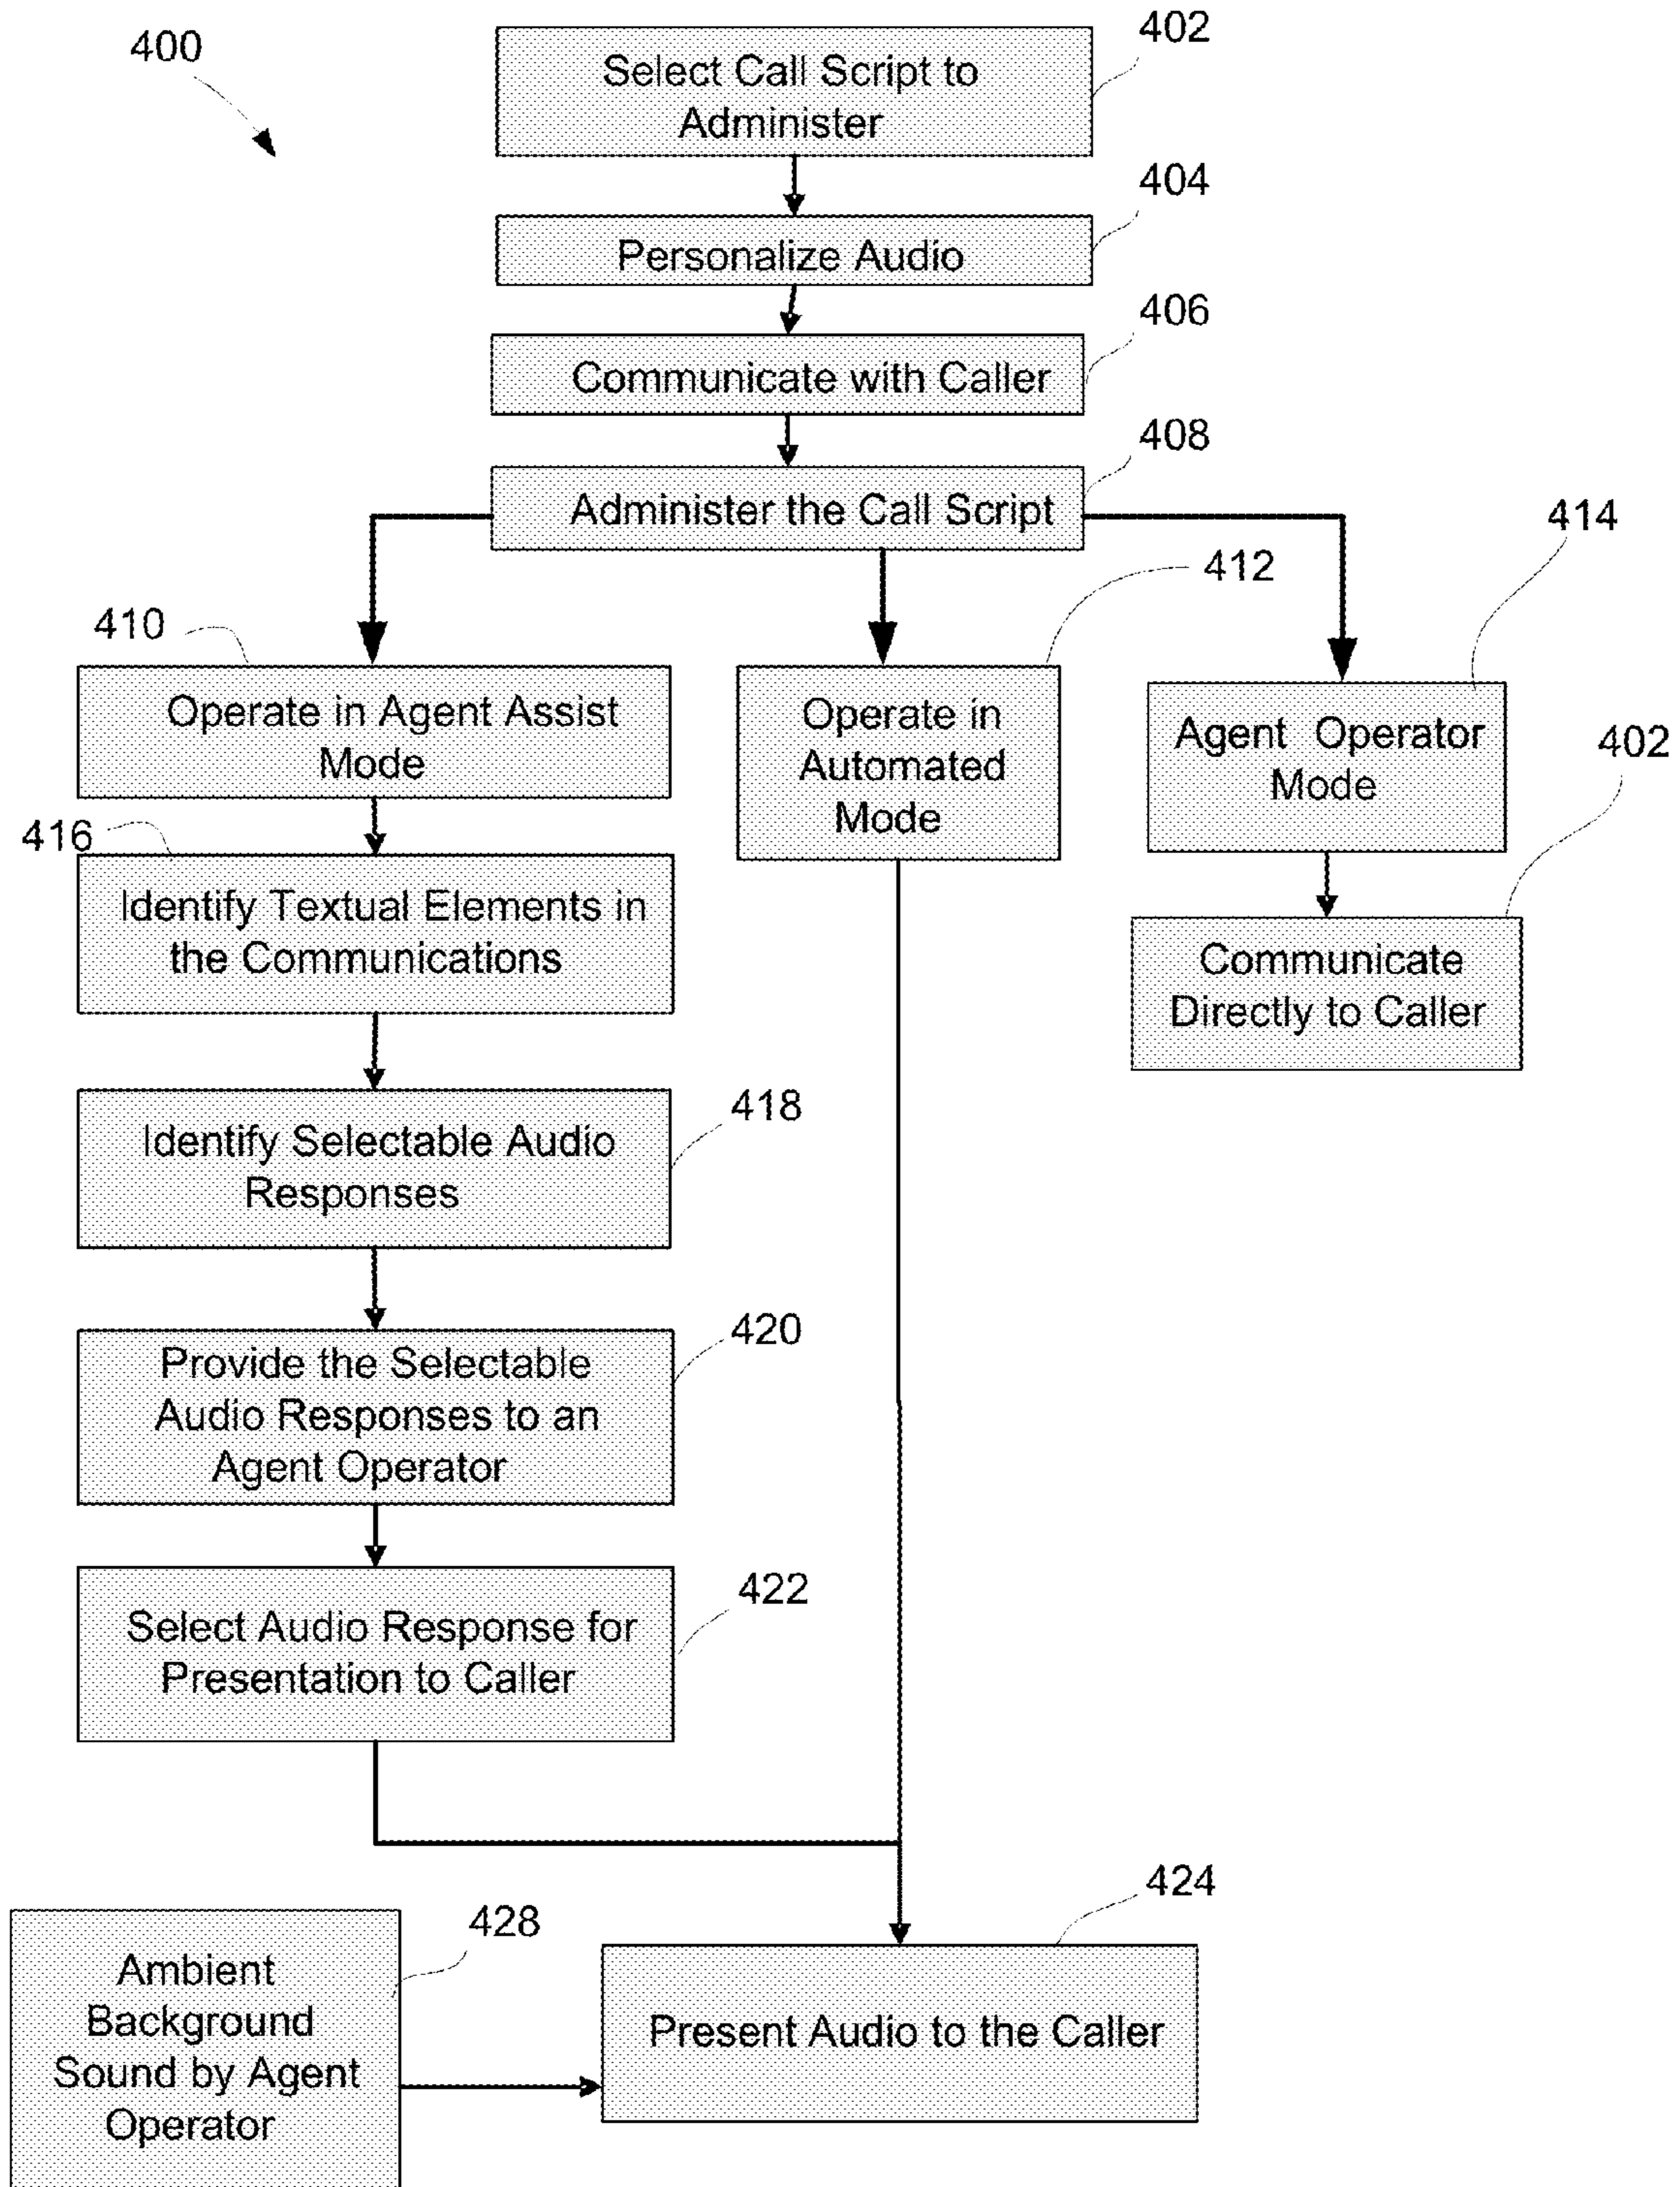 400
402
Select Call Script to
Administer
404
Personalize Audio
406
Communicate with Caller
408
Administer the Call Script
414
412
410
402
Operate in Agent Assist
Mode
Operate in
Automated
Mode
Agent Operator
Mode
416
Identify Textual Elements in
the Communications
Communicate
Directly to Caller
418
Identify Selectable Audio
Responses
420
Provide the Selectable
Audio Responses to an
Agent Operator
422
Select Audio Response for
Presentation to Caller
424
428
Ambient
Background
Sound by Agent
Operator
Present Audio to the Caller